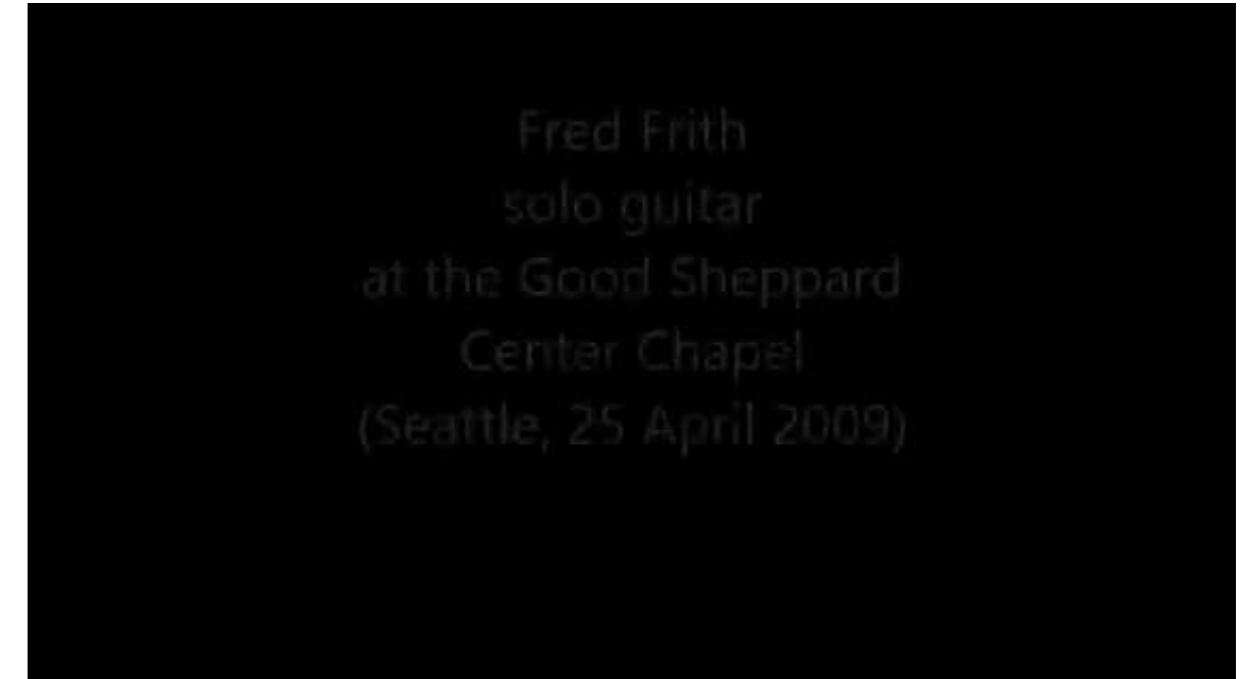 Fred Frith
solo guitar
at the Good Sheppard
Center Chapel
(Seattle, 25 April 2009)